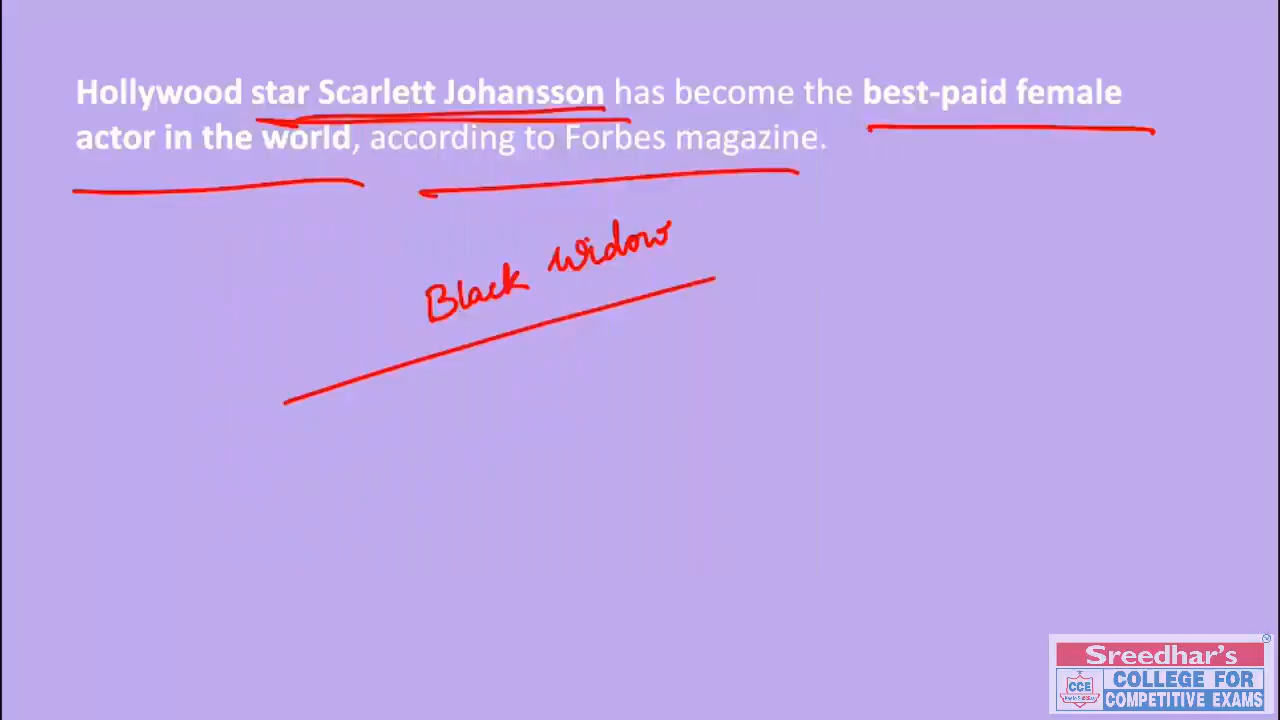 Hollywood star Scarlett Johansson has become the best-paid female
actor in the world, according to Forbes magazine.
Black Widow
Sreedhar's
CCE
COLLEGE FOR
COMPETITIVE EXAMS